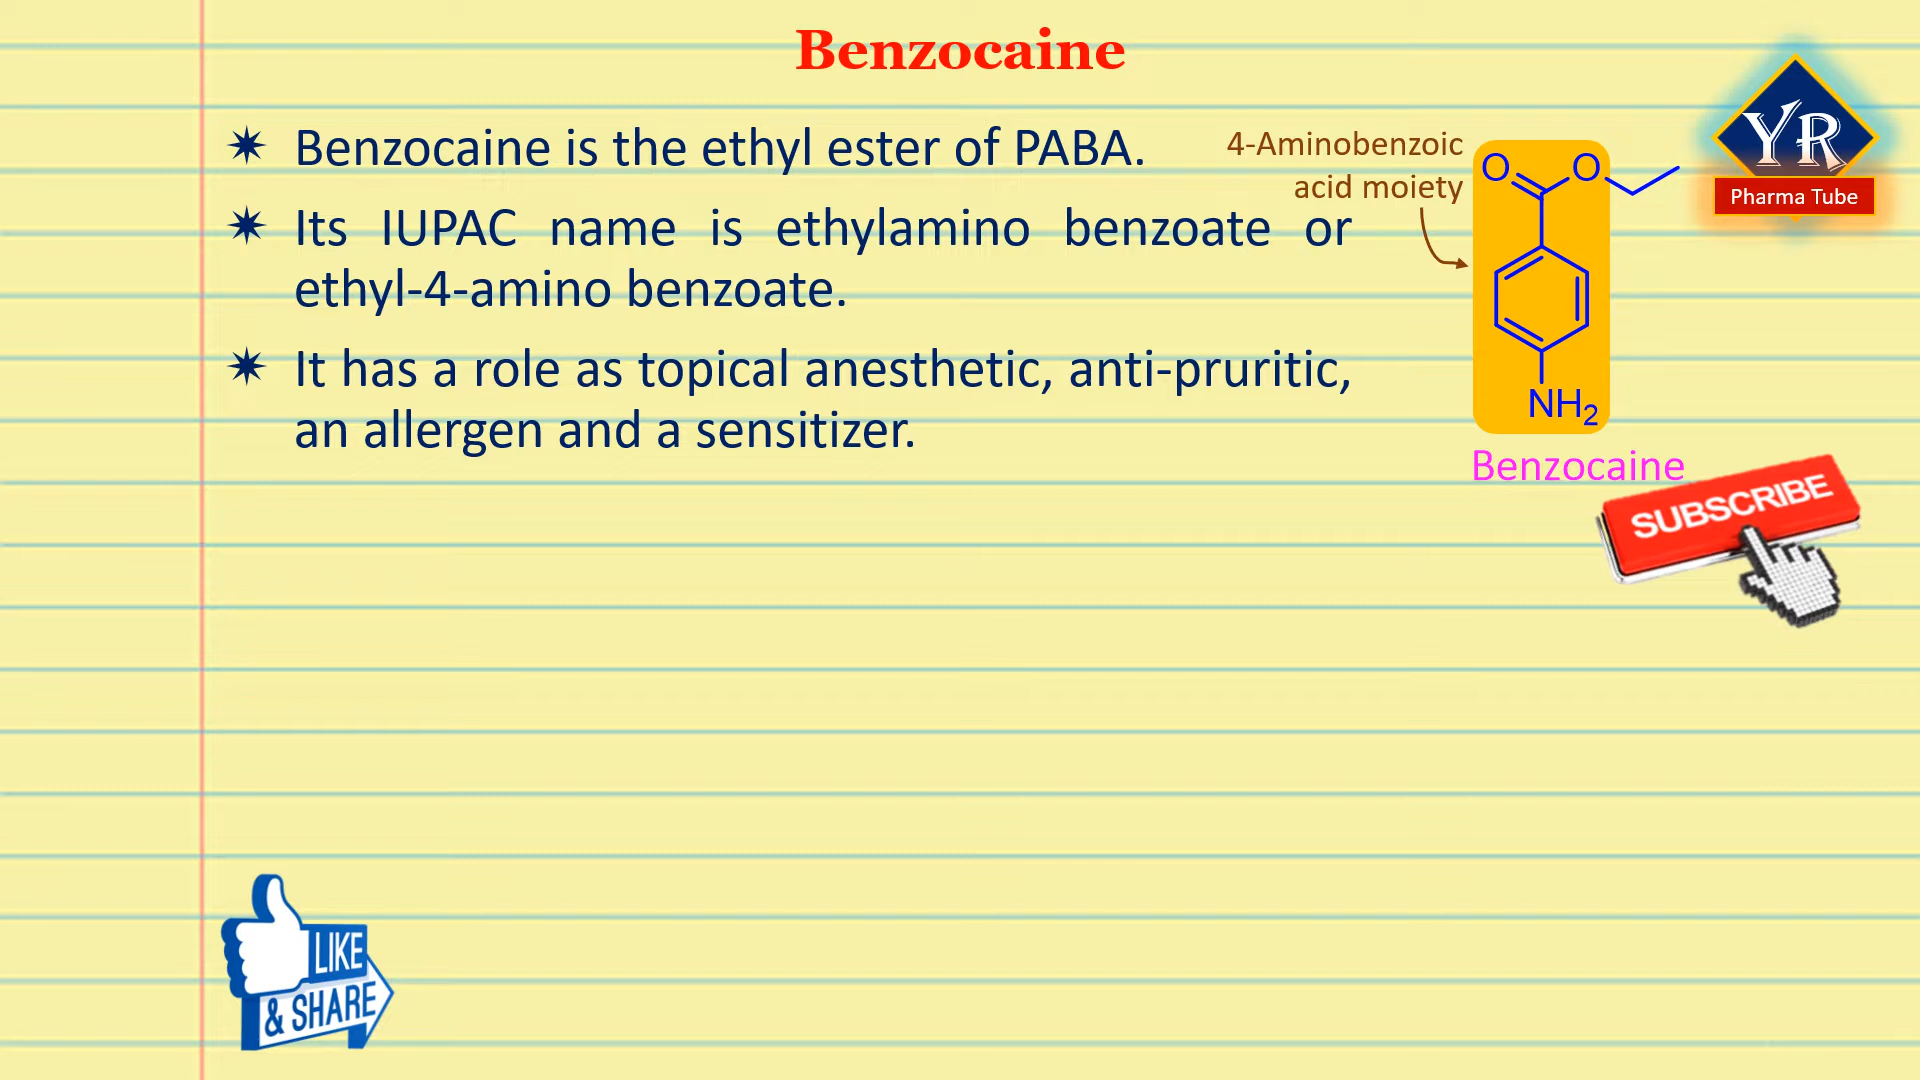 Benzocaine
✷ Benzocaine is the ethyl ester of PABA.
✷ Its IUPAC name is ethylamino benzoate or
ethyl-4-amino benzoate.
✷ It has a role as topical anesthetic, anti-pruritic,
an allergen and a sensitizer.
4-Aminobenzoic
acid moiety
O O
NH2
Benzocaine
YR
Pharma Tube
SUBSCRIBE
LIKE
& SHARE